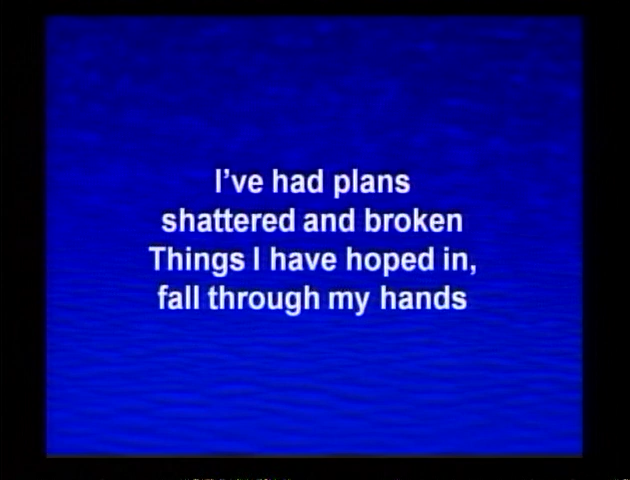 I’ve had plans
shattered and broken
Things I have hoped in,
fall through my hands